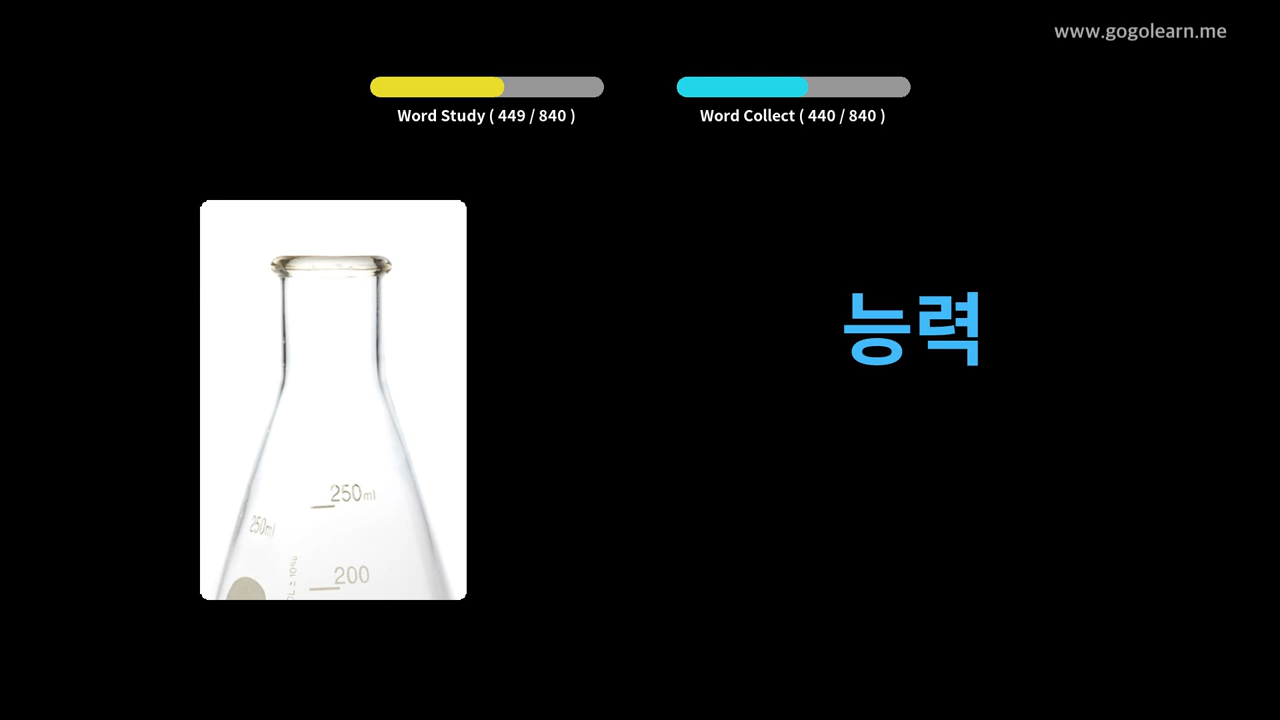 www.gogolearn.me
Word Study ( 449 / 840 )
Word Collect ( 440 / 840 )
능력
250ml
250ml
200